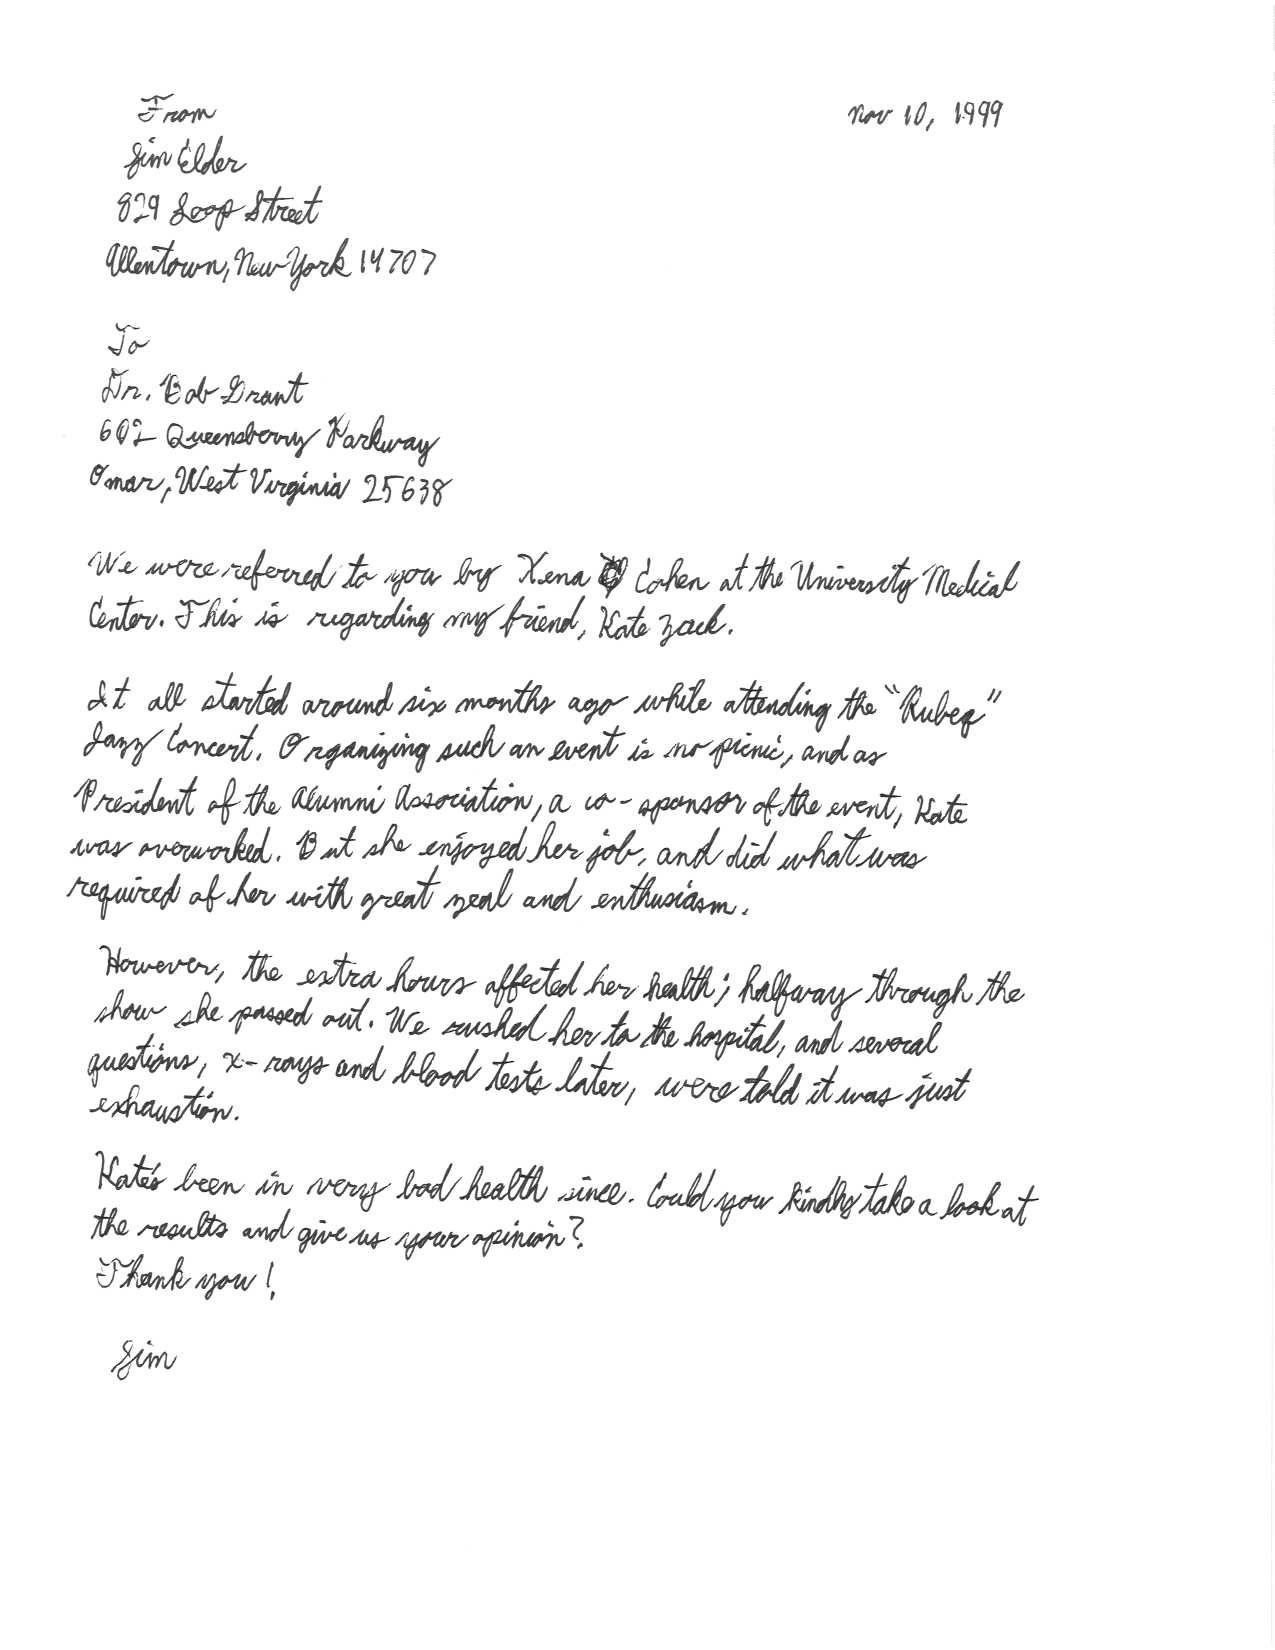 From
Nov 10, 1999
Jim Elder
829 Loop Street
Allentown, New York 14707
To
Dr. Bob Grant
602 Queensberry Parkway
Omar, West Virginia 25638
We were referred to you by Xena Cohen at the University Medical
Center. This is regarding my friend, Kate Zack.
It all started around six months ago while attending the "Rubeq"
Jazz Concert. Organizing such an event is no picnic, and as
President of the Alumni Association, a co-sponsor of the event, Kate
was overworked. But she enjoyed her job, and did what was
required of her with great zeal and enthusiasm.
However, the extra hours affected her health; halfway through the
show she passed out. We rushed her to the hospital, and several
questions, x-rays and blood tests later, were told it was just
exhaustion.
Kate's been in very bad health since. Could you kindly take a look at
the results and give us your opinion?
Thank you!
Jim